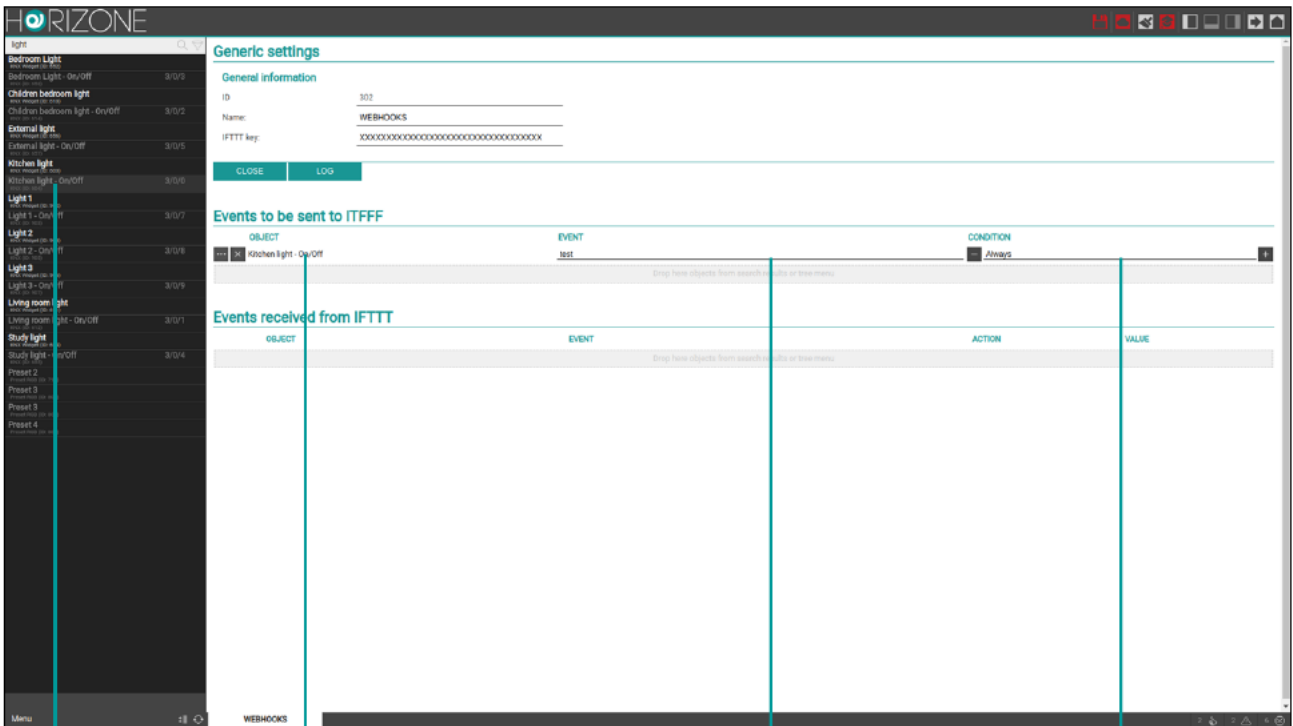 HORIZONE
light
Bedroom Light
Bedroom Light - On/Off 3/0/3
Children bedroom light
Children bedroom light - On/Off 3/0/2
External light
External light - On/Off 3/0/5
Kitchen light
Kitchen light - On/Off 3/0/0
Light 1
Light 1 - On/Off 3/0/7
Light 2
Light 2 - On/Off 3/0/8
Light 3
Light 3 - On/Off 3/0/9
Living room light
Living room light - On/Off 3/0/1
Study light
Study light - On/Off 3/0/4
Preset 2
Preset 3
Preset 3
Preset 4
Menu
Generic settings
General information
ID 302
Name: WEBHOOKS
IFTTT key: XXXXXXXXXXXXXXXXXXXXXXXXXXXXXXXXXX
CLOSE LOG
Events to be sent to ITFFF
OBJECT EVENT CONDITION
Kitchen light - On/Off test Always
Drop here objects from search results or tree menu
Events received from IFTTT
OBJECT EVENT ACTION VALUE
Drop here objects from search results or tree menu
WEBHOOKS